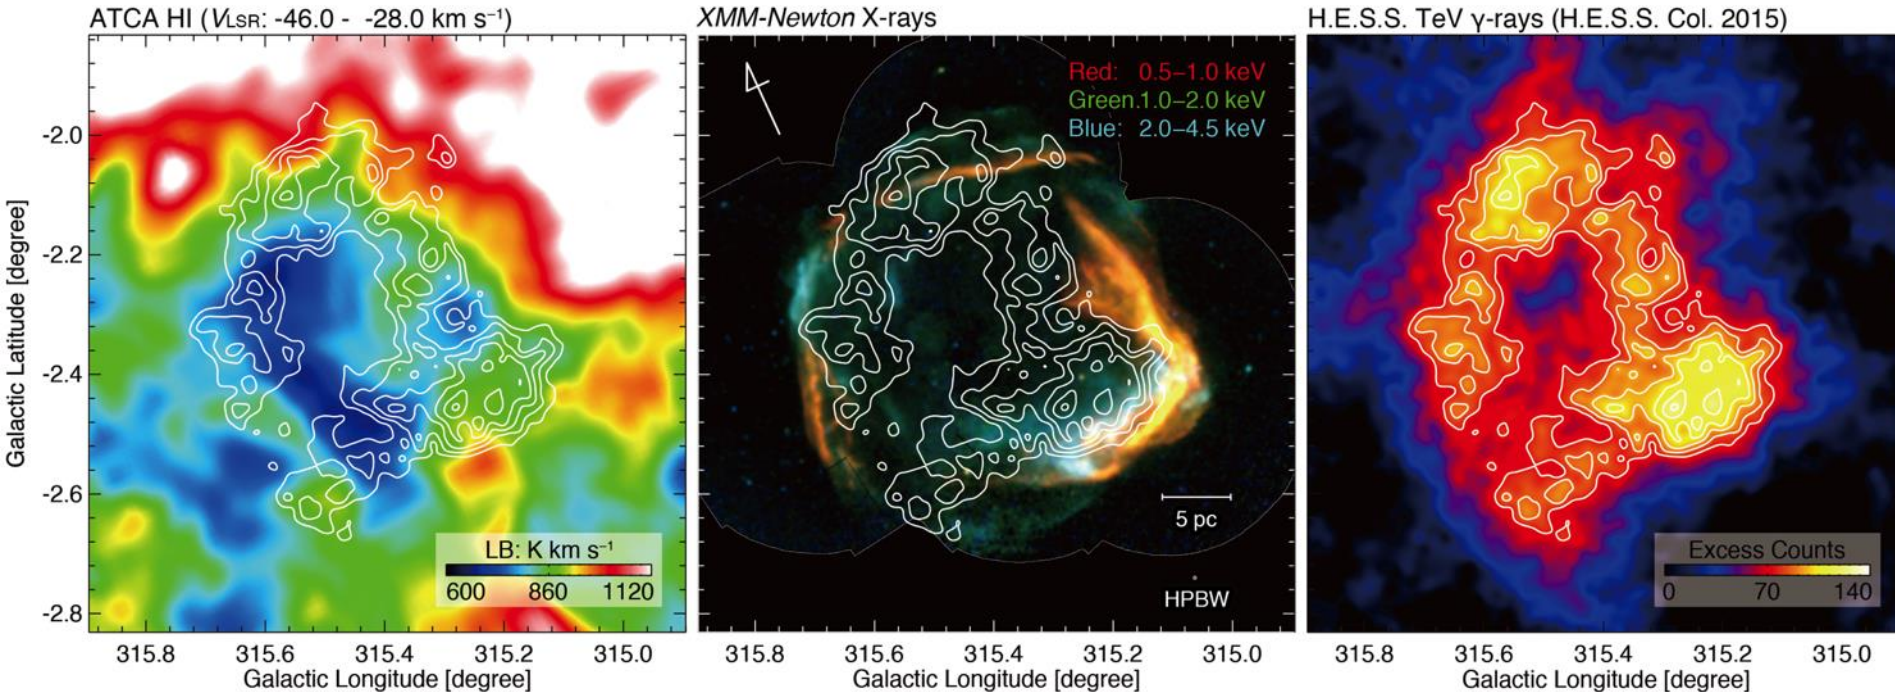 ATCA HI (VLSR: -46.0 - -28.0 km s⁻¹)
XMM-Newton X-rays
H.E.S.S. TeV γ-rays (H.E.S.S. Col. 2015)
Red: 0.5–1.0 keV
Green:1.0–2.0 keV
Blue: 2.0–4.5 keV
Galactic Latitude [degree]
-2.0
-2.2
-2.4
-2.6
-2.8
LB: K km s⁻¹
600 860 1120
5 pc
HPBW
Excess Counts
0 70 140
315.8 315.6 315.4 315.2 315.0
Galactic Longitude [degree]
315.8 315.6 315.4 315.2 315.0
Galactic Longitude [degree]
315.8 315.6 315.4 315.2 315.0
Galactic Longitude [degree]